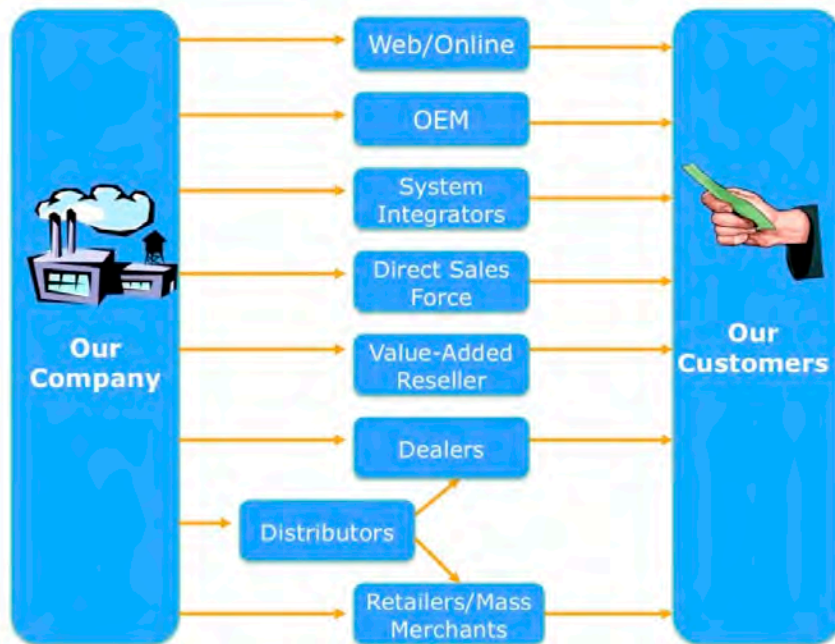 Web/Online
OEM
System
Integrators
Direct Sales
Force
Our
Company
Value-Added
Reseller
Our
Customers
Dealers
Distributors
Retailers/Mass
Merchants